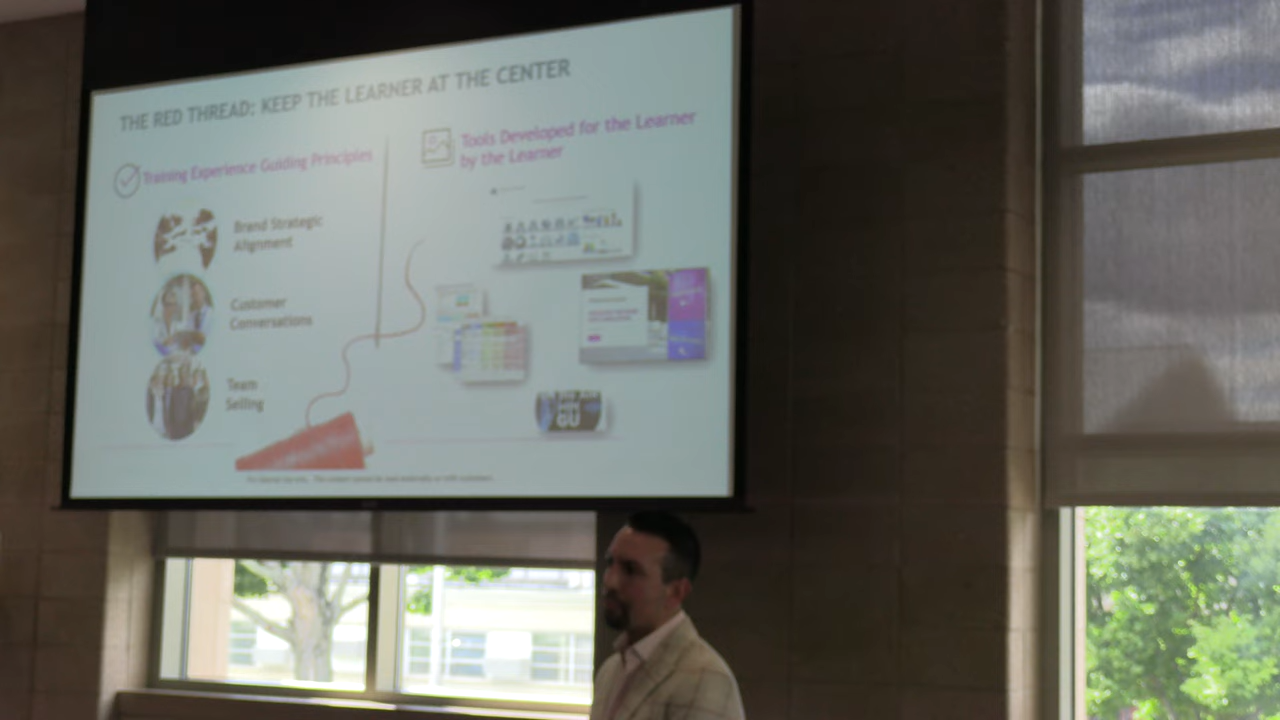 THE RED THREAD: KEEP THE LEARNER AT THE CENTER
Training Experience Guiding Principles
Brand Strategic
Alignment
Customer
Conversations
Team
Selling
Tools Developed for the Learner
by the Learner